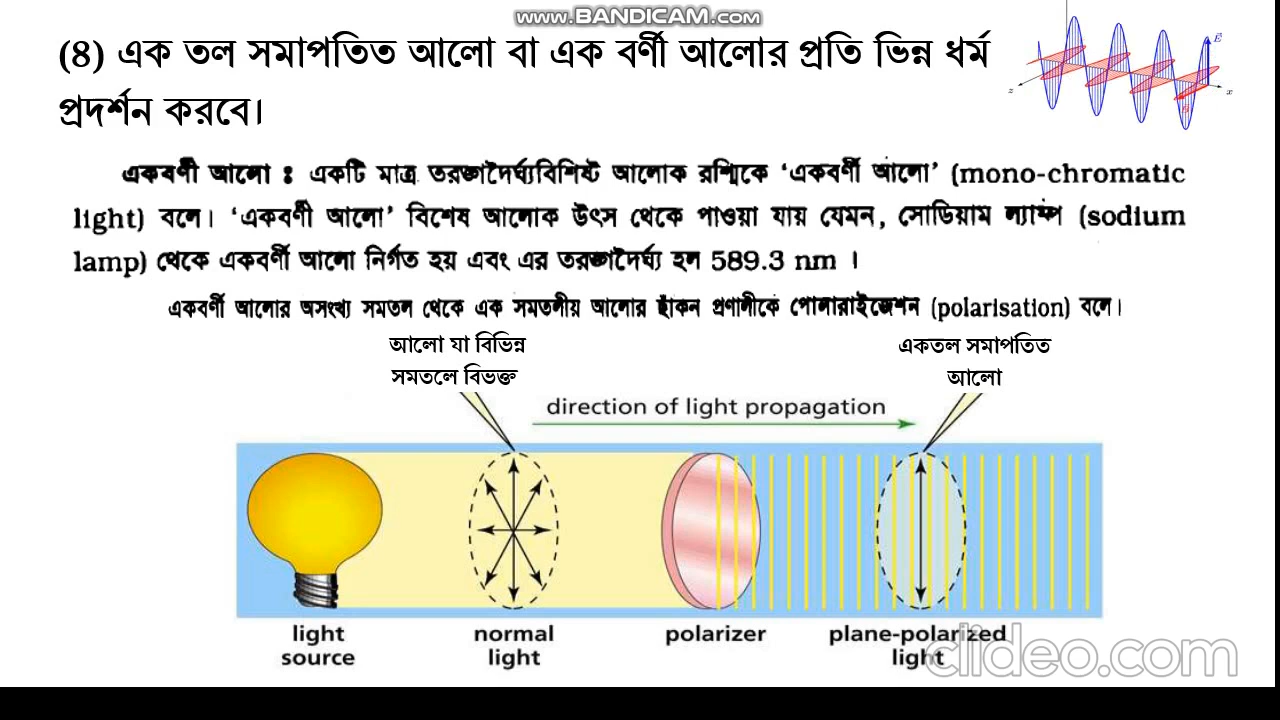 www.BANDICAM.com
(8) এক তল সমাপতিত আলো বা এক বর্ণী আলোর প্রতি ভিন্ন ধর্ম
প্রদর্শন করবে।
একবর্ণী আলো : একটি মাত্র তরঙ্গদৈর্ঘ্যবিশিষ্ট আলোক রশ্মিকে ‘একবর্ণী আলো’ (mono-chromatic
light) বলে। ‘একবর্ণী আলো’ বিশেষ আলোক উৎস থেকে পাওয়া যায় যেমন, সোডিয়াম ল্যাম্প (sodium
lamp) থেকে একবর্ণী আলো নির্গত হয় এবং এর তরঙ্গদৈর্ঘ্য হল 589.3 nm ।
একবর্ণী আলোর অসংখ্য সমতল থেকে এক সমতলীয় আলোর ছাঁকন প্রণালীকে পোলারাইজেশন (polarisation) বলে।
আলো যা বিভিন্ন
সমতলে বিভক্ত
একতল সমাপতিত
আলো
direction of light propagation
light
source
normal
light
polarizer
plane-polarized
light
clideo.com
E
z
x